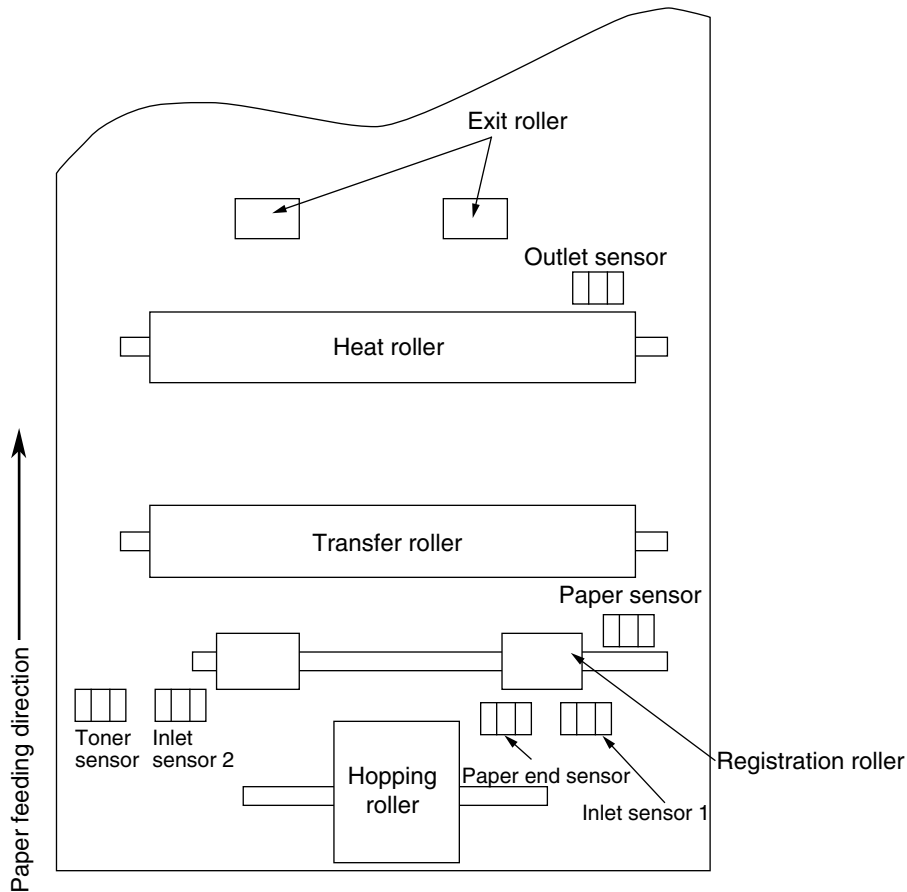 Exit roller
Outlet sensor
Heat roller
Transfer roller
Paper sensor
Toner
sensor
Inlet
sensor 2
Hopping
roller
Paper end sensor
Registration roller
Inlet sensor 1
Paper feeding direction